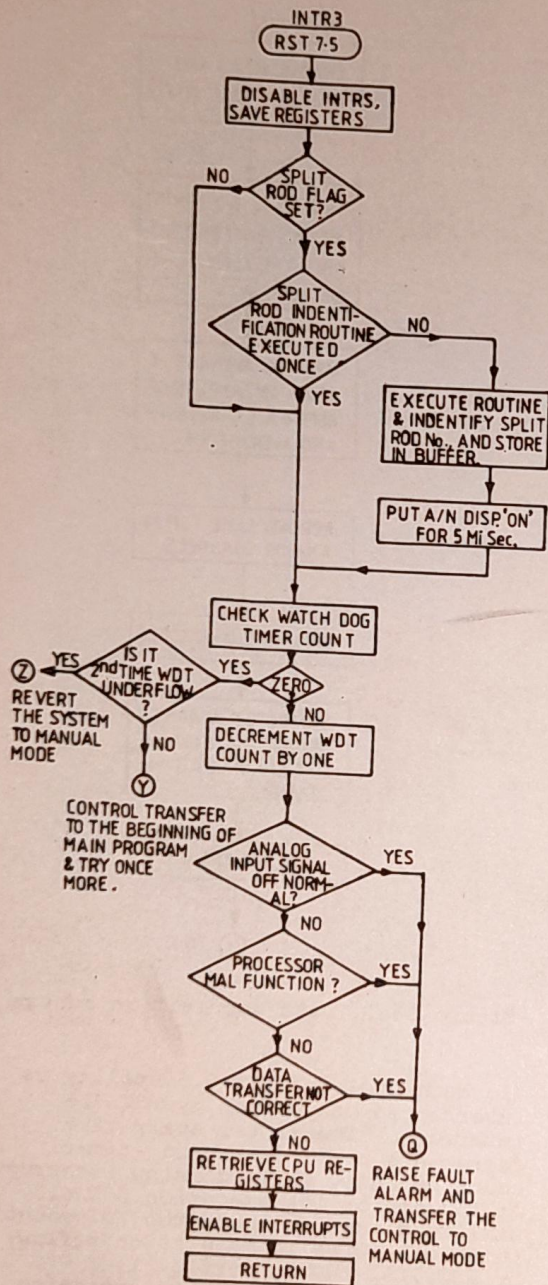 INTR3
RST 7·5
DISABLE INTRS,
SAVE REGISTERS
SPLIT
ROD FLAG
SET?
NO
YES
SPLIT
ROD INDENTI-
FICATION ROUTINE
EXECUTED
ONCE
NO
YES
EXECUTE ROUTINE
& INDENTIFY SPLIT
ROD No., AND STORE
IN BUFFER.
PUT A/N DISP. 'ON'
FOR 5 Mi Sec.
CHECK WATCH DOG
TIMER COUNT
ZERO
YES
NO
IS IT
2nd TIME WDT
UNDERFLOW
?
YES
Z
REVERT
THE SYSTEM
TO MANUAL
MODE
NO
Y
CONTROL TRANSFER
TO THE BEGINNING OF
MAIN PROGRAM
& TRY ONCE
MORE.
DECREMENT WDT
COUNT BY ONE
ANALOG
INPUT SIGNAL
OFF NORM-
AL?
YES
NO
PROCESSOR
MAL FUNCTION ?
YES
NO
DATA
TRANSFER NOT
CORRECT
YES
NO
Q
RAISE FAULT
ALARM AND
TRANSFER THE
CONTROL TO
MANUAL MODE
RETRIEVE CPU RE-
GISTERS
ENABLE INTERRUPTS
RETURN